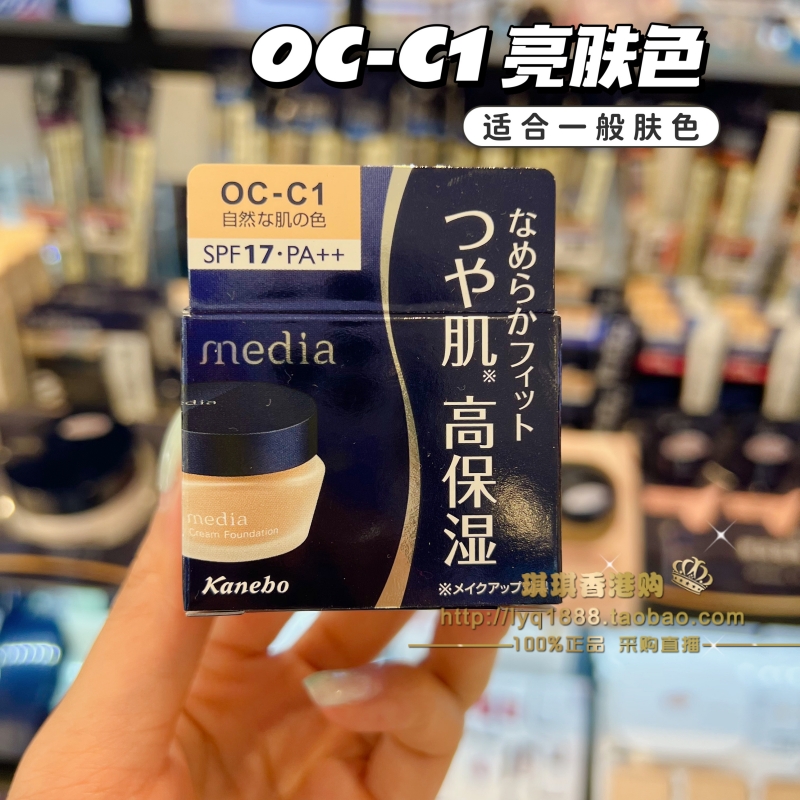 OC-C1 亮肤色
适合一般肤色
OC-C1
自然な肌の色
SPF17・PA++
なめらかフィット
つや肌※高保湿
media
media
Cream Foundation
Kanebo
※メイクアップ
琪琪香港购
http://lyq1888.taobao.com
100%正品 采购直播